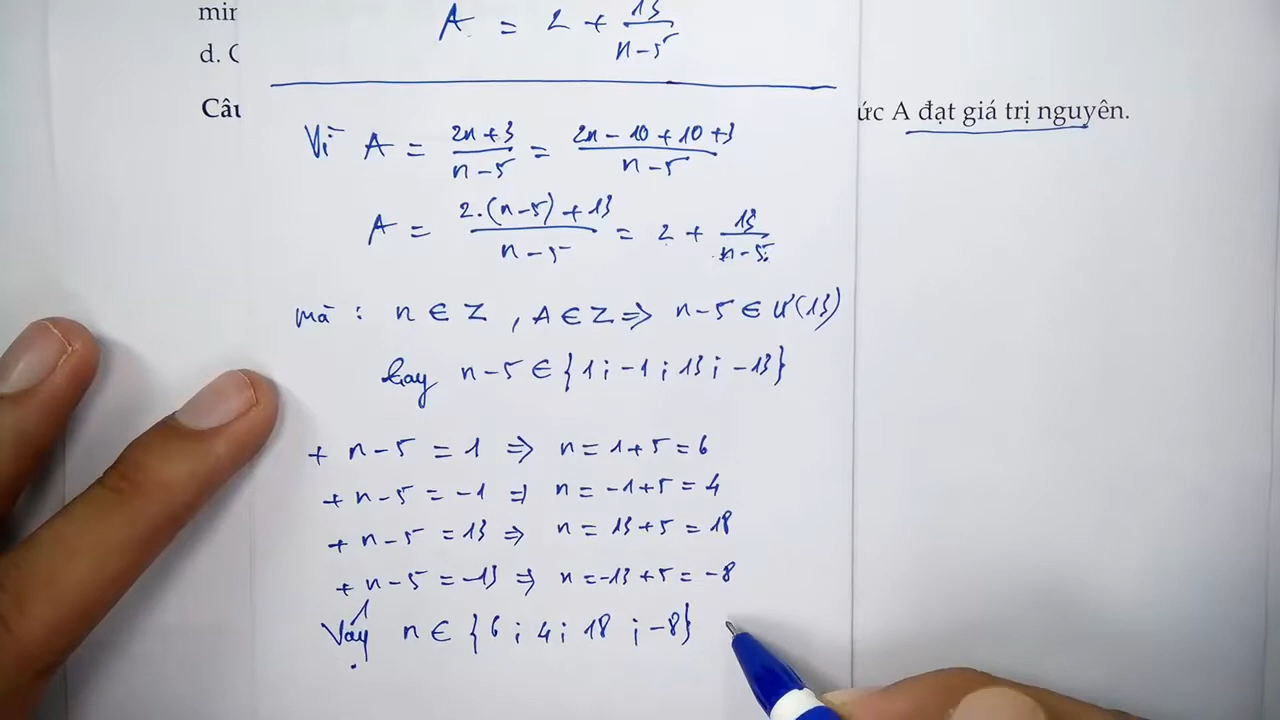 mir
A = 2 + 13/(n-5)
d. C
Câu ức A đạt giá trị nguyên.
Vì A = (2n+3)/(n-5) = (2n-10+10+3)/(n-5)
A = (2.(n-5)+13)/(n-5) = 2 + 13/(n-5)
mà : n ∈ Z , A ∈ Z ⇒ n-5 ∈ Ư(13)
hay n-5 ∈ {1 ; -1 ; 13 ; -13}
+ n-5 = 1 ⇒ n = 1+5 = 6
+ n-5 = -1 ⇒ n = -1+5 = 4
+ n-5 = 13 ⇒ n = 13+5 = 18
+ n-5 = -13 ⇒ n = -13+5 = -8
Vậy n ∈ {6 ; 4 ; 18 ; -8}